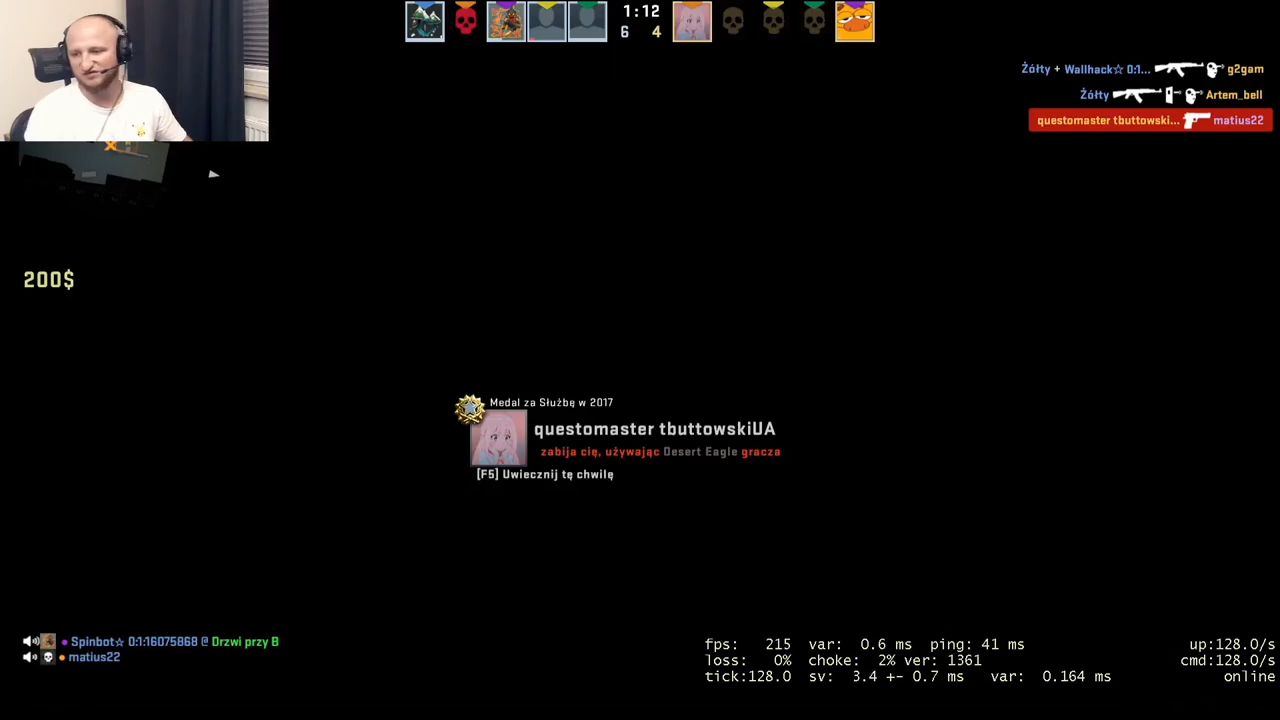 1:12
6 4
Żółty + Wallhack☆ 0:1... g2gam
Żółty Artem_bell
questomaster tbuttowski... matius22
200$
Medal za Służbę w 2017
questomaster tbuttowskiUA
zabija cię, używając Desert Eagle gracza
[F5] Uwiecznij tę chwilę
Spinbot☆ 0:1:16075868 @ Drzwi przy B
matius22
fps: 215 var: 0.6 ms ping: 41 ms up:128.0/s
loss: 0% choke: 2% ver: 1361 cmd:128.0/s
tick:128.0 sv: 3.4 +- 0.7 ms var: 0.164 ms online